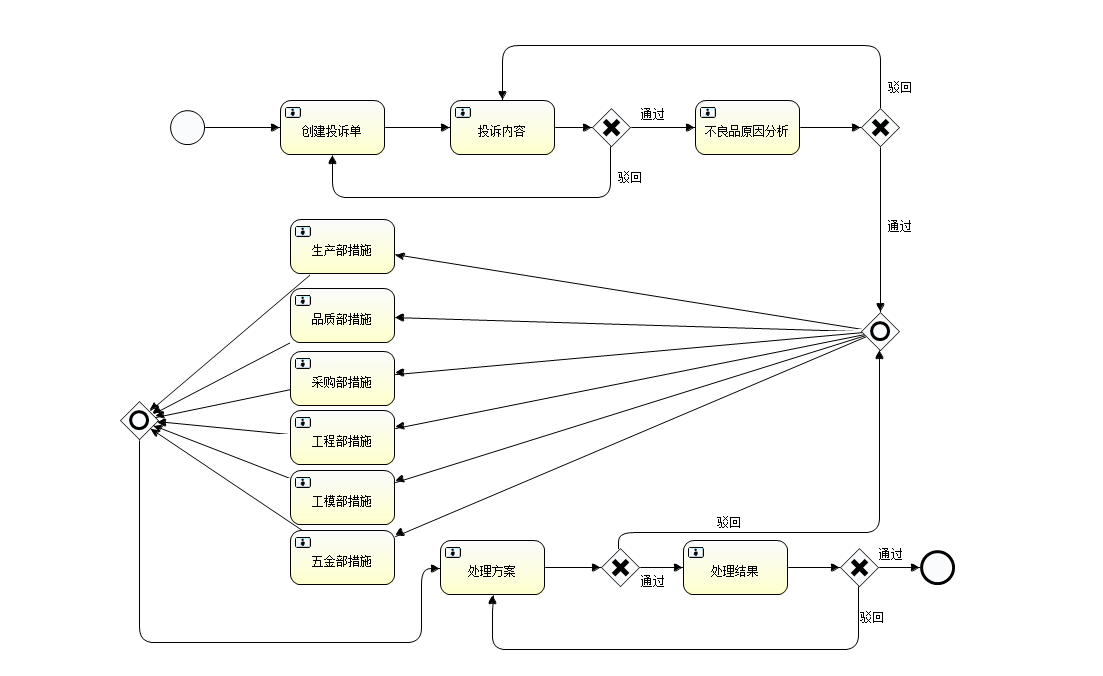 驳回
创建投诉单
投诉内容
通过
不良品原因分析
驳回
通过
生产部措施
品质部措施
采购部措施
工程部措施
工模部措施
五金部措施
驳回
处理方案
通过
处理结果
通过
驳回